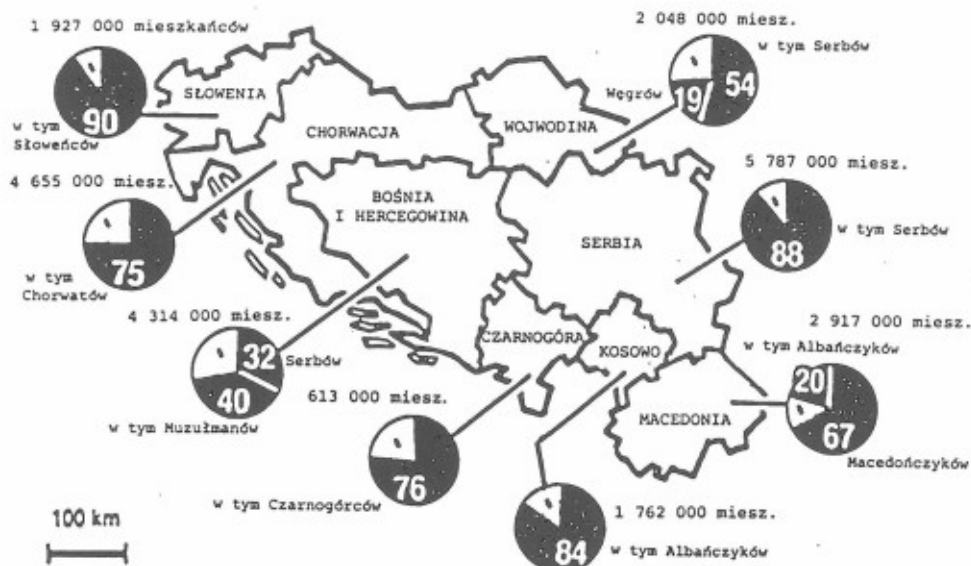 1 927 000 mieszkańców
90
w tym
Słoweńców
SŁOWENIA
2 048 000 miesz.
w tym Serbów
Węgrów
19
54
CHORWACJA
WOJWODINA
4 655 000 miesz.
75
w tym
Chorwatów
BOŚNIA
I HERCEGOWINA
5 787 000 miesz.
w tym Serbów
88
SERBIA
4 314 000 miesz.
32
Serbów
40
w tym Muzułmanów
CZARNOGÓRA
KOSOWO
2 917 000 miesz.
w tym Albańczyków
20
67
Macedończyków
MACEDONIA
613 000 miesz.
76
w tym Czarnogórców
1 762 000 miesz.
84
w tym Albańczyków
100 km